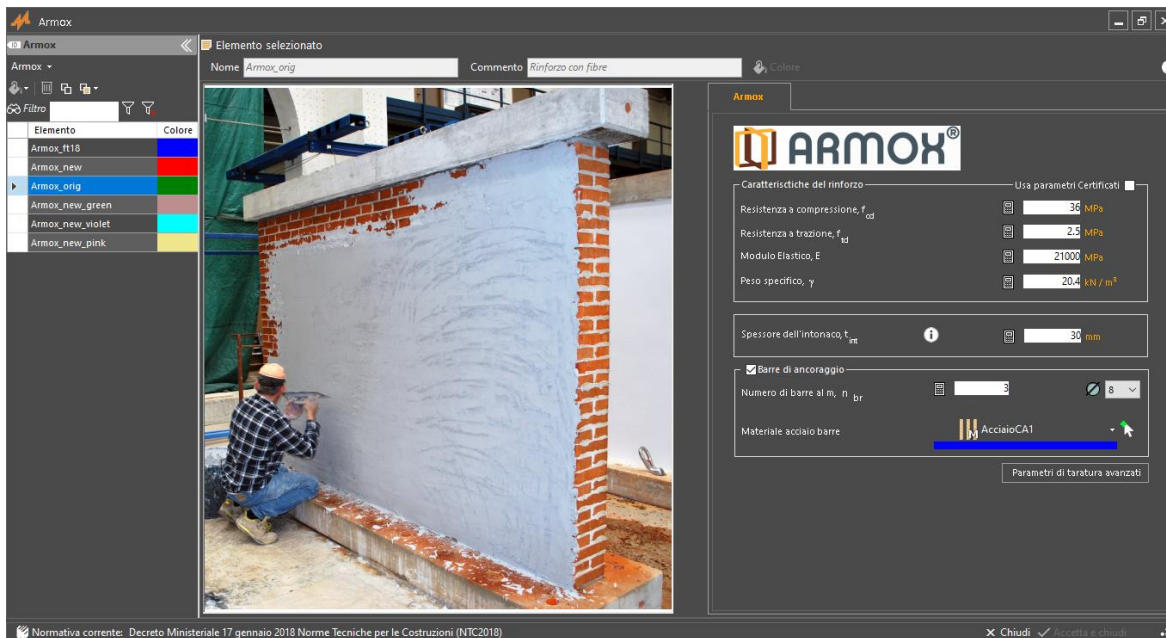 Armox
Armox
Elemento selezionato
Armox
Nome Armox_orig Commento Rinforzo con fibre Colore
Filtro
Elemento Colore
Armox_ft18
Armox_new
Armox_orig
Armox_new_green
Armox_new_violet
Armox_new_pink
Armox
ARMOX®
Caratteristiche del rinforzo Usa parametri Certificati
Resistenza a compressione, fcd 36 MPa
Resistenza a trazione, ftd 2.5 MPa
Modulo Elastico, E 21000 MPa
Peso specifico, γ 20.4 kN / m³
Spessore dell'intonaco, tint 30 mm
Barre di ancoraggio
Numero di barre al m, n br 3 8
Materiale acciaio barre M AcciaioCA1
Parametri di taratura avanzati
Normativa corrente: Decreto Ministeriale 17 gennaio 2018 Norme Tecniche per le Costruzioni (NTC2018) Chiudi Accetta e chiudi